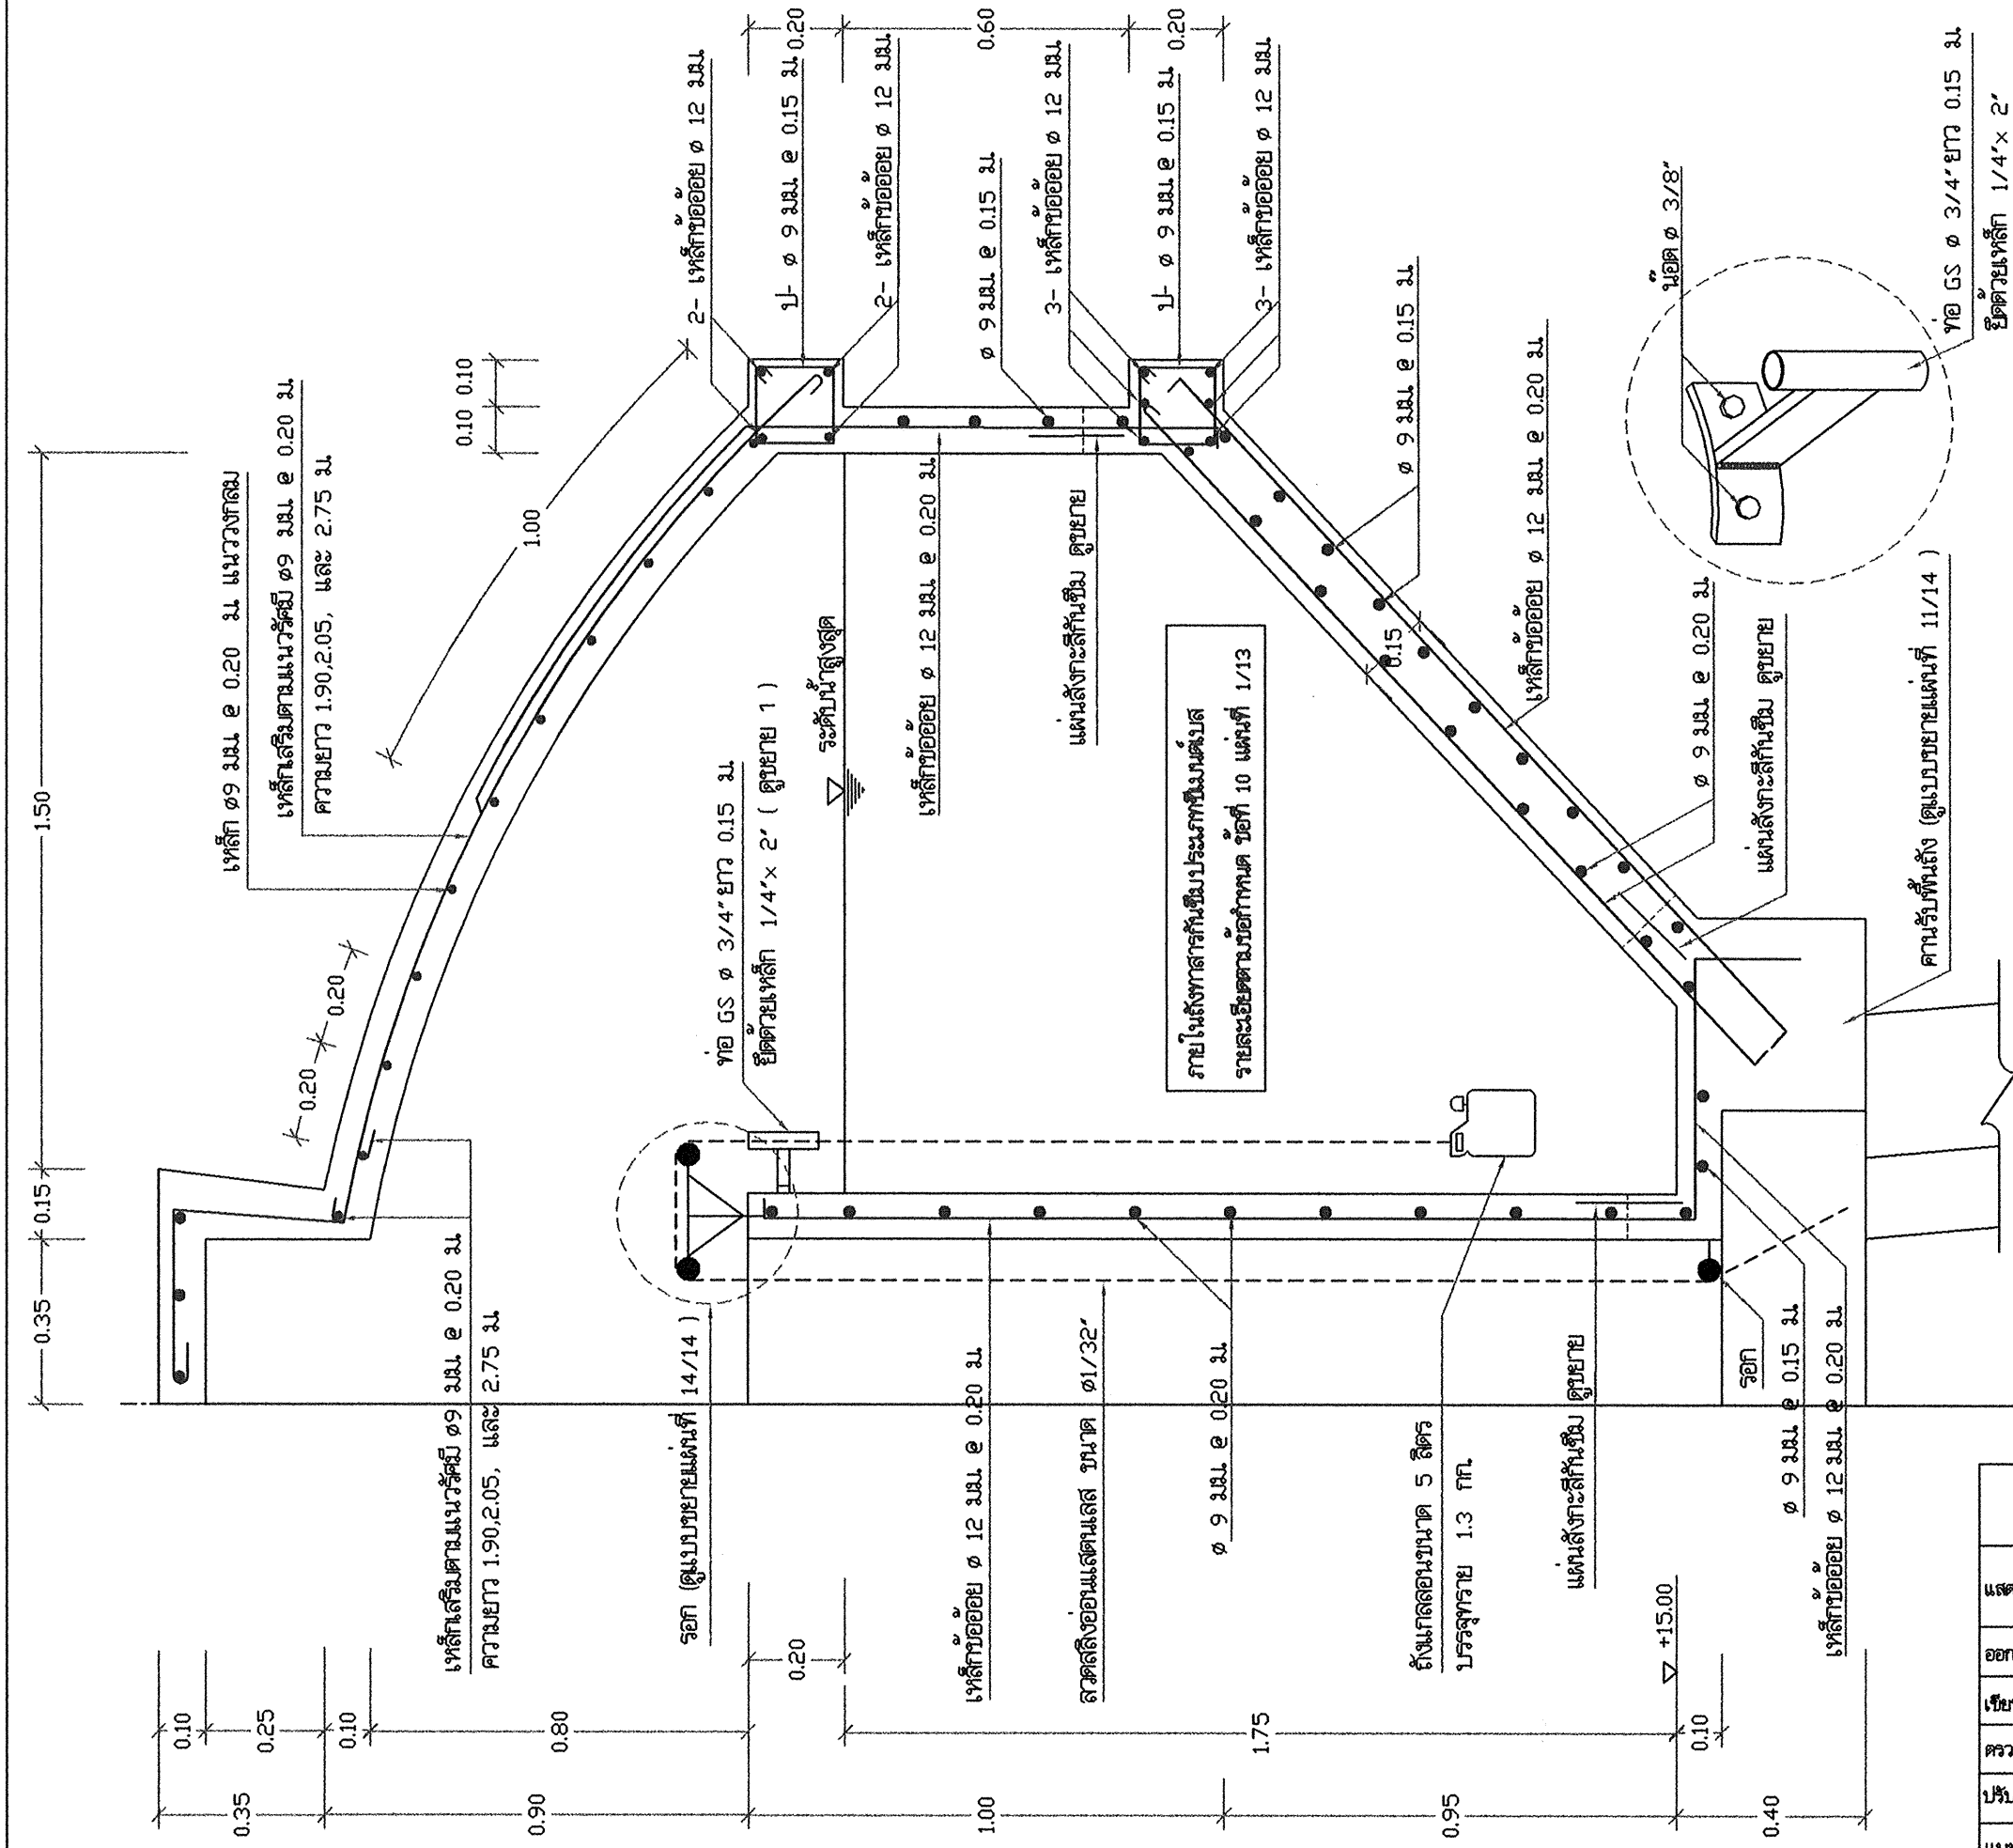 1.50
0.15
0.35
0.20
0.60
0.20
0.10 0.10
1.00
0.20
0.20
เหล็ก ø9 มม. @ 0.20 ม. แนววงกลม
เหล็กเสริมตามแนวรัศมี ø9 มม. @ 0.20 ม.
ความยาว 1.90,2.05, และ 2.75 ม.
2- เหล็กข้ออ้อย ø 12 มม.
ป- ø 9 มม. @ 0.15 ม.
2- เหล็กข้ออ้อย ø 12 มม.
ø 9 มม. @ 0.15 ม.
3- เหล็กข้ออ้อย ø 12 มม.
ป- ø 9 มม. @ 0.15 ม.
3- เหล็กข้ออ้อย ø 12 มม.
ระดับน้ำสูงสุด
เหล็กข้ออ้อย ø 12 มม. @ 0.20 ม.
แผ่นสังกะสีกันซึม ดูขยาย
ø 9 มม. @ 0.15 ม.
เหล็กข้ออ้อย ø 12 มม. @ 0.20 ม.
0.15
ท่อ GS ø 3/4" ยาว 0.15 ม.
ยึดด้วยเหล็ก 1/4"x 2" ( ดูขยาย 1 )
ภายในถังทาสารกันซึมประเภทซีเมนต์เบส
รายละเอียดตามข้อกำหนด ข้อที่ 10 แผ่นที่ 1/13
ø 9 มม. @ 0.20 ม.
แผ่นสังกะสีกันซึม ดูขยาย
คานรับพื้นถัง (ดูแบบขยายแผ่นที่ 11/14 )
น๊อต ø 3/8"
ท่อ GS ø 3/4" ยาว 0.15 ม.
ยึดด้วยเหล็ก 1/4"x 2"
เหล็กเสริมตามแนวรัศมี ø9 มม. @ 0.20 ม.
ความยาว 1.90,2.05, และ 2.75 ม.
รอก (ดูแบบขยายแผ่นที่ 14/14 )
0.20
เหล็กข้ออ้อย ø 12 มม. @ 0.20 ม.
ลวดสลิงอ่อนแสตนเลส ขนาด ø1/32"
ø 9 มม. @ 0.20 ม.
ถังแกลลอนขนาด 5 ลิตร
บรรจุทราย 1.3 กก.
แผ่นสังกะสีกันซึม ดูขยาย
+15.00
รอก
ø 9 มม. @ 0.15 ม.
เหล็กข้ออ้อย ø 12 มม. @ 0.20 ม.
0.10
0.25
0.10
0.80
1.75
0.10
0.35
0.90
1.00
0.95
0.40
ออก
เขีย
ตรว
ปรับ